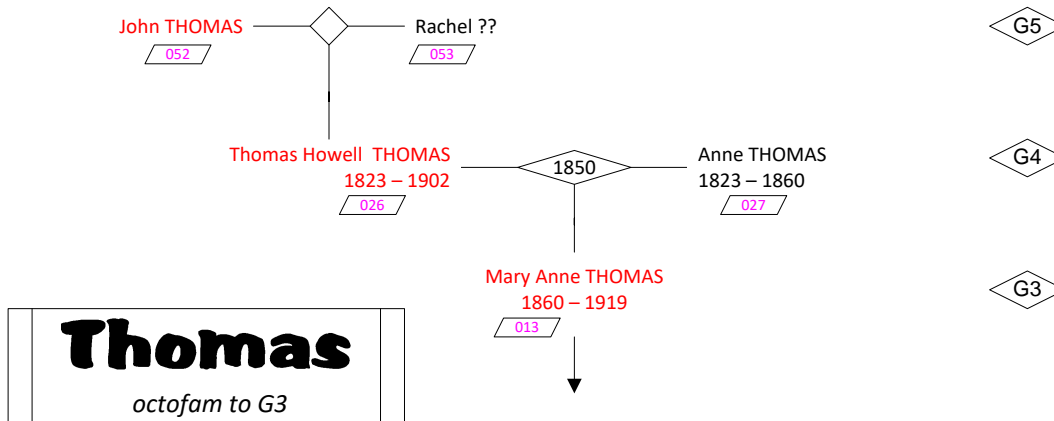 John THOMAS Rachel ?? G5
052 053
Thomas Howell THOMAS 1850 Anne THOMAS G4
1823 – 1902 1823 – 1860
026 027
Mary Anne THOMAS G3
1860 – 1919
013
Thomas
octofam to G3